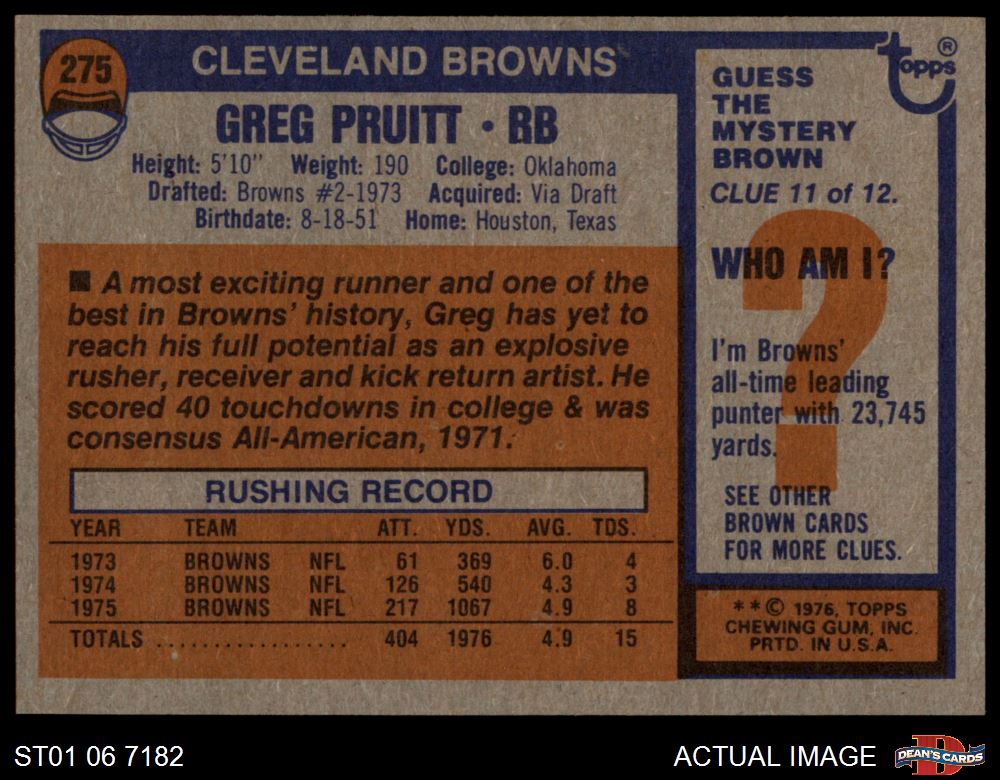 275
CLEVELAND BROWNS
GREG PRUITT • RB
Height: 5'10" Weight: 190 College: Oklahoma
Drafted: Browns #2-1973 Acquired: Via Draft
Birthdate: 8-18-51 Home: Houston, Texas
■ A most exciting runner and one of the
best in Browns' history, Greg has yet to
reach his full potential as an explosive
rusher, receiver and kick return artist. He
scored 40 touchdowns in college & was
consensus All-American, 1971.
RUSHING RECORD
YEAR TEAM ATT. YDS. AVG. TDS.
1973 BROWNS NFL 61 369 6.0 4
1974 BROWNS NFL 126 540 4.3 3
1975 BROWNS NFL 217 1067 4.9 8
TOTALS ................. 404 1976 4.9 15
topps®
GUESS
THE
MYSTERY
BROWN
CLUE 11 of 12.
?
WHO AM I?
I'm Browns'
all-time leading
punter with 23,745
yards.
SEE OTHER
BROWN CARDS
FOR MORE CLUES.
**© 1976, TOPPS
CHEWING GUM, INC.
PRTD. IN U.S.A.
ST01 06 7182
ACTUAL IMAGE
D
DEAN'S CARDS